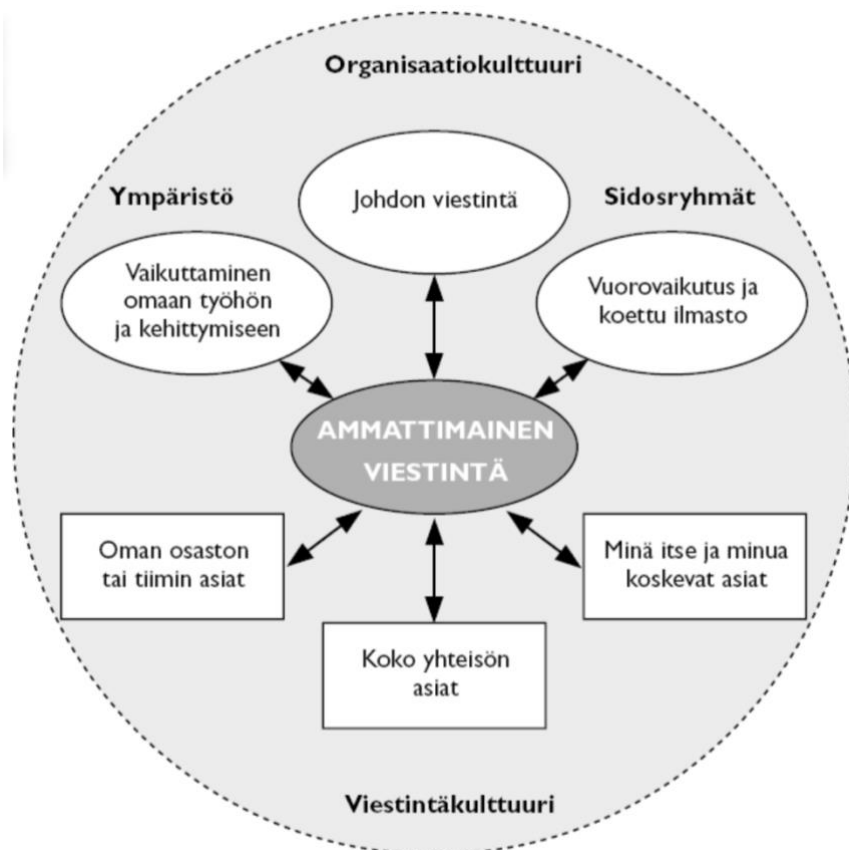 Organisaatiokulttuuri
Ympäristö
Johdon viestintä
Sidosryhmät
Vaikuttaminen
omaan työhön
ja kehittymiseen
Vuorovaikutus ja
koettu ilmasto
AMMATTIMAINEN
VIESTINTÄ
Oman osaston
tai tiimin asiat
Minä itse ja minua
koskevat asiat
Koko yhteisön
asiat
Viestintäkulttuuri